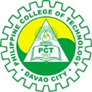 PHILIPPINE COLLEGE OF TECHNOLOGY
PCT
DAVAO CITY